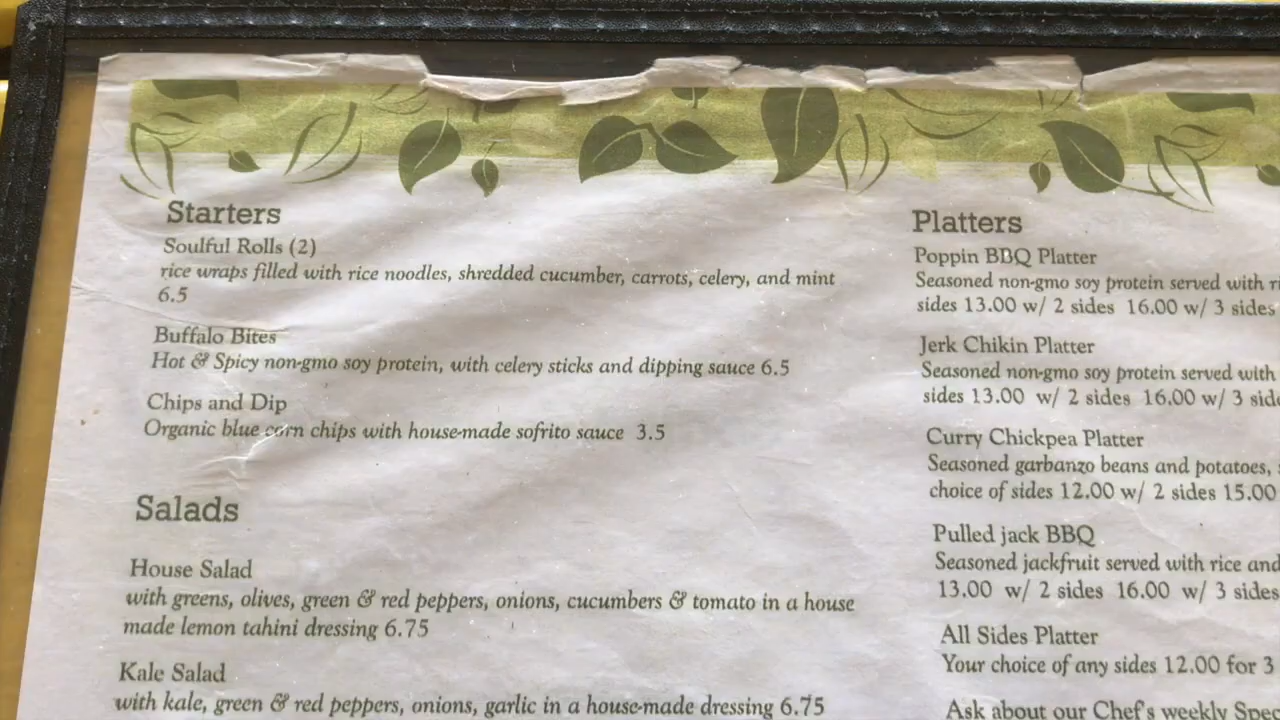 Starters
Soulful Rolls (2)
rice wraps filled with rice noodles, shredded cucumber, carrots, celery, and mint
6.5
Buffalo Bites
Hot & Spicy non-gmo soy protein, with celery sticks and dipping sauce 6.5
Chips and Dip
Organic blue corn chips with house-made sofrito sauce 3.5
Salads
House Salad
with greens, olives, green & red peppers, onions, cucumbers & tomato in a house
made lemon tahini dressing 6.75
Kale Salad
with kale, green & red peppers, onions, garlic in a house-made dressing 6.75
Platters
Poppin BBQ Platter
Seasoned non-gmo soy protein served with
sides 13.00 w/ 2 sides 16.00 w/ 3 sides
Jerk Chikin Platter
Seasoned non-gmo soy protein served with
sides 13.00 w/ 2 sides 16.00 w/ 3
Curry Chickpea Platter
Seasoned garbanzo beans and potatoes,
choice of sides 12.00 w/ 2 sides 15.00
Pulled jack BBQ
Seasoned jackfruit served with rice and
13.00 w/ 2 sides 16.00 w/ 3 sides
All Sides Platter
Your choice of any sides 12.00 for 3
Ask about our Chef's weekly